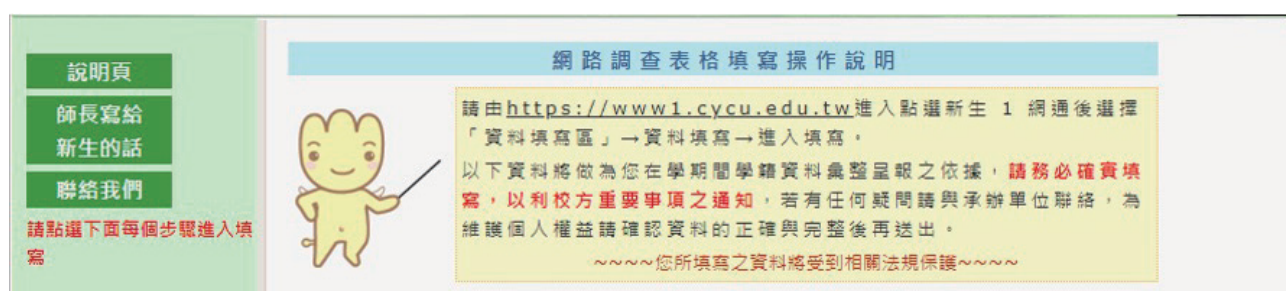 說明頁
師長寫給
新生的話
聯絡我們
請點選下面每個步驟進入填
寫
網路調查表格填寫操作說明
請由https://www1.cycu.edu.tw進入點選新生 1 網通後選擇
「資料填寫區」→資料填寫→進入填寫。
以下資料將做為您在學期間學籍資料彙整呈報之依據，請務必確實填
寫，以利校方重要事項之通知，若有任何疑問請與承辦單位聯絡，為
維護個人權益請確認資料的正確與完整後再送出。
~~~~您所填寫之資料將受到相關法規保護~~~~